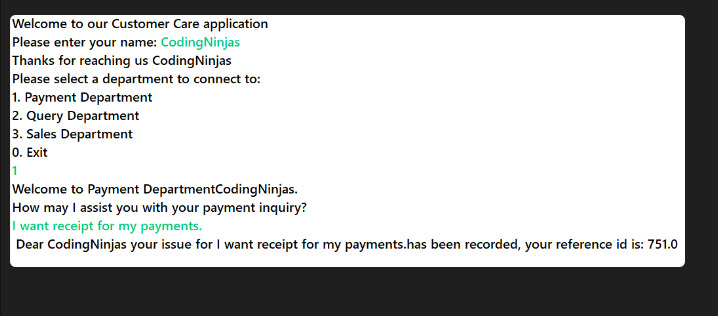 Welcome to our Customer Care application
Please enter your name: CodingNinjas
Thanks for reaching us CodingNinjas
Please select a department to connect to:
1. Payment Department
2. Query Department
3. Sales Department
0. Exit
1
Welcome to Payment DepartmentCodingNinjas.
How may I assist you with your payment inquiry?
I want receipt for my payments.
Dear CodingNinjas your issue for I want receipt for my payments.has been recorded, your reference id is: 751.0